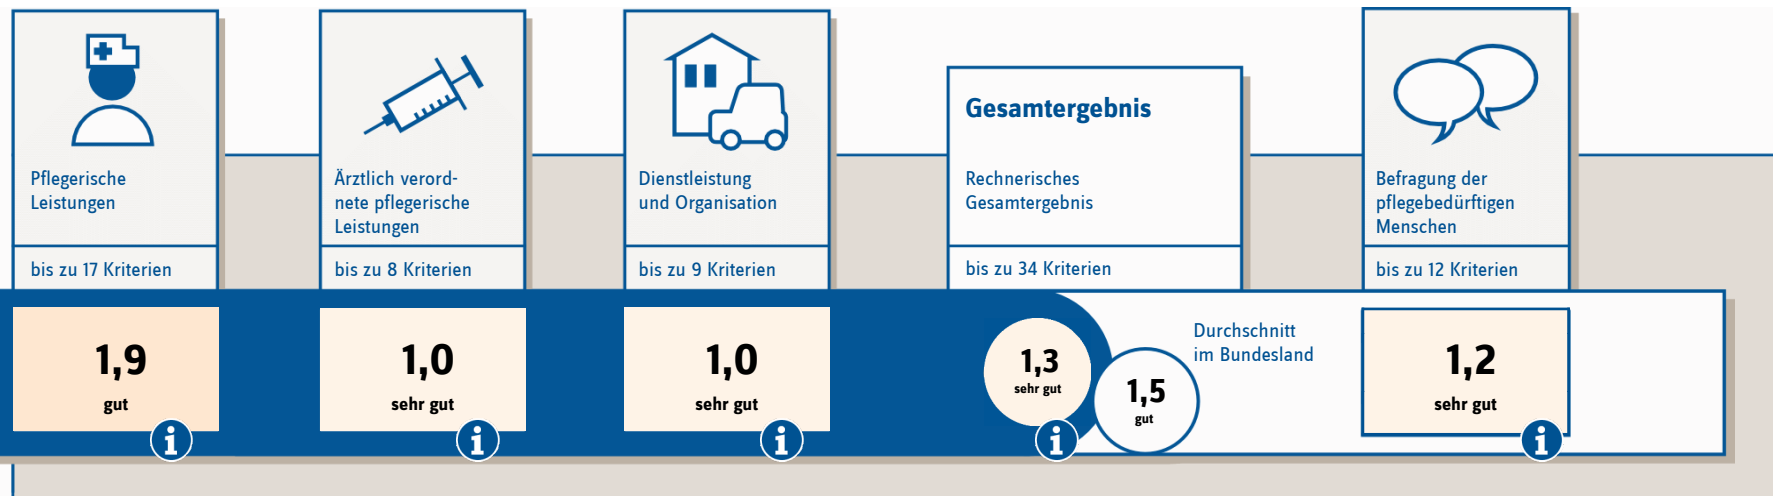 Pflegerische
Leistungen
bis zu 17 Kriterien
1,9
gut
Ärztlich verord-
nete pflegerische
Leistungen
bis zu 8 Kriterien
1,0
sehr gut
Dienstleistung
und Organisation
bis zu 9 Kriterien
1,0
sehr gut
Gesamtergebnis
Rechnerisches
Gesamtergebnis
bis zu 34 Kriterien
1,3
sehr gut
Durchschnitt
im Bundesland
1,5
gut
Befragung der
pflegebedürftigen
Menschen
bis zu 12 Kriterien
1,2
sehr gut